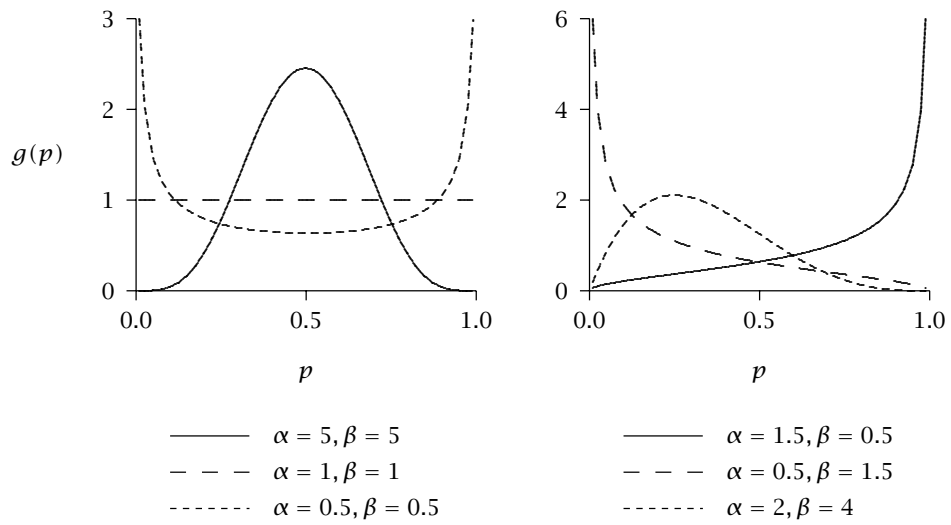 3
2
g(p)
1
0
0.0
0.5
1.0
p
α = 5, β = 5
α = 1, β = 1
α = 0.5, β = 0.5
6
4
2
0
0.0
0.5
1.0
p
α = 1.5, β = 0.5
α = 0.5, β = 1.5
α = 2, β = 4